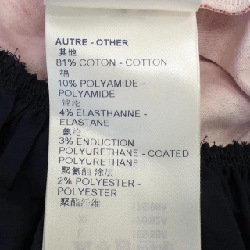 AUTRE - OTHER
其他
81% COTON - COTTON
棉
10% POLYAMIDE -
POLYAMIDE
锦纶
4% ELASTHANNE -
ELASTANE
氨纶
3% ENDUCTION
POLYURETHANE - COATED
POLYURETHANE
聚氨酯 涂层
2% POLYESTER -
POLYESTER
聚酯纤维